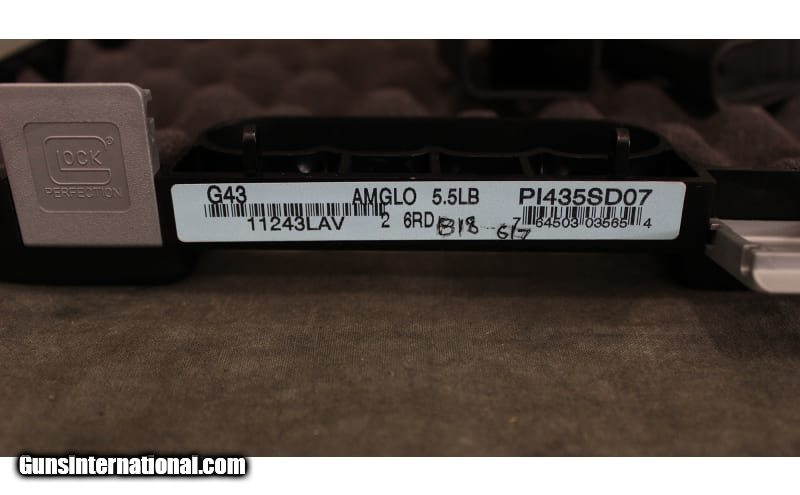 GLOCK
PERFECTION
G43 AMGLO 5.5LB PI435SD07
11243LAV 2 6RD B18 6/7 7 64503 03565 4
GunsInternational.com